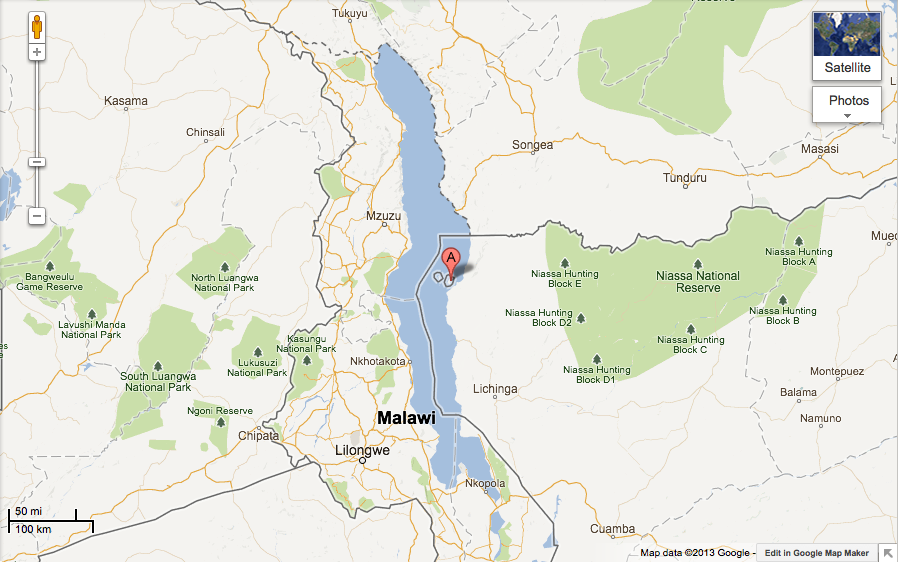 Tukuyu
Satellite
Photos
Kasama
Chinsali
Songea
Masasi
Tunduru
Mzuzu
Mued
A
Niassa Hunting
Block A
Niassa Hunting
Block E
Niassa National
Reserve
Bangweulu
Game Reserve
North Luangwa
National Park
Niassa Hunting
Block B
Niassa Hunting
Block D2
Lavushi Manda
National Park
Niassa Hunting
Block C
Kasungu
National Park
es
Lukusuzi
National Park
Nkhotakota
Niassa Hunting
Block D1
South Luangwa
National Park
Montepuez
Lichinga
Balama
Ngoni Reserve
Malawi
Namuno
Chipata
Lilongwe
Nkopola
50 mi
100 km
Cuamba
Map data ©2013 Google -
Edit in Google Map Maker